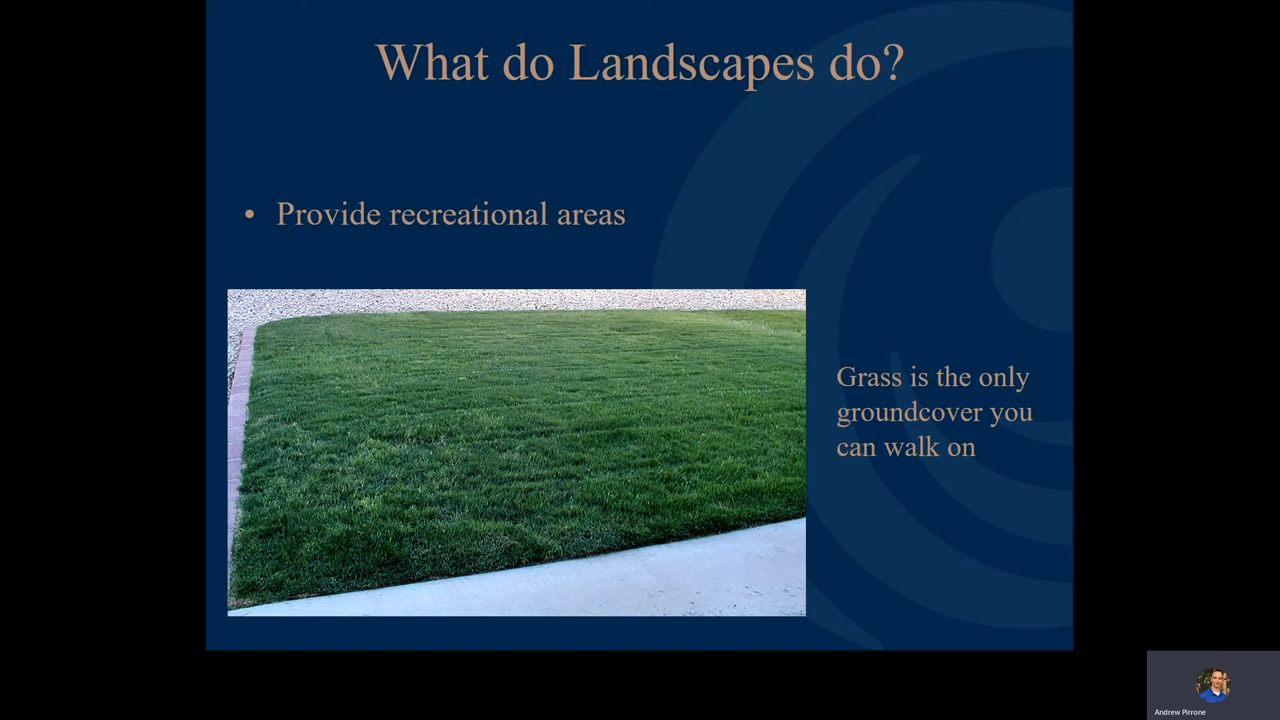 What do Landscapes do?
• Provide recreational areas
Grass is the only
groundcover you
can walk on
Andrew Pirrone